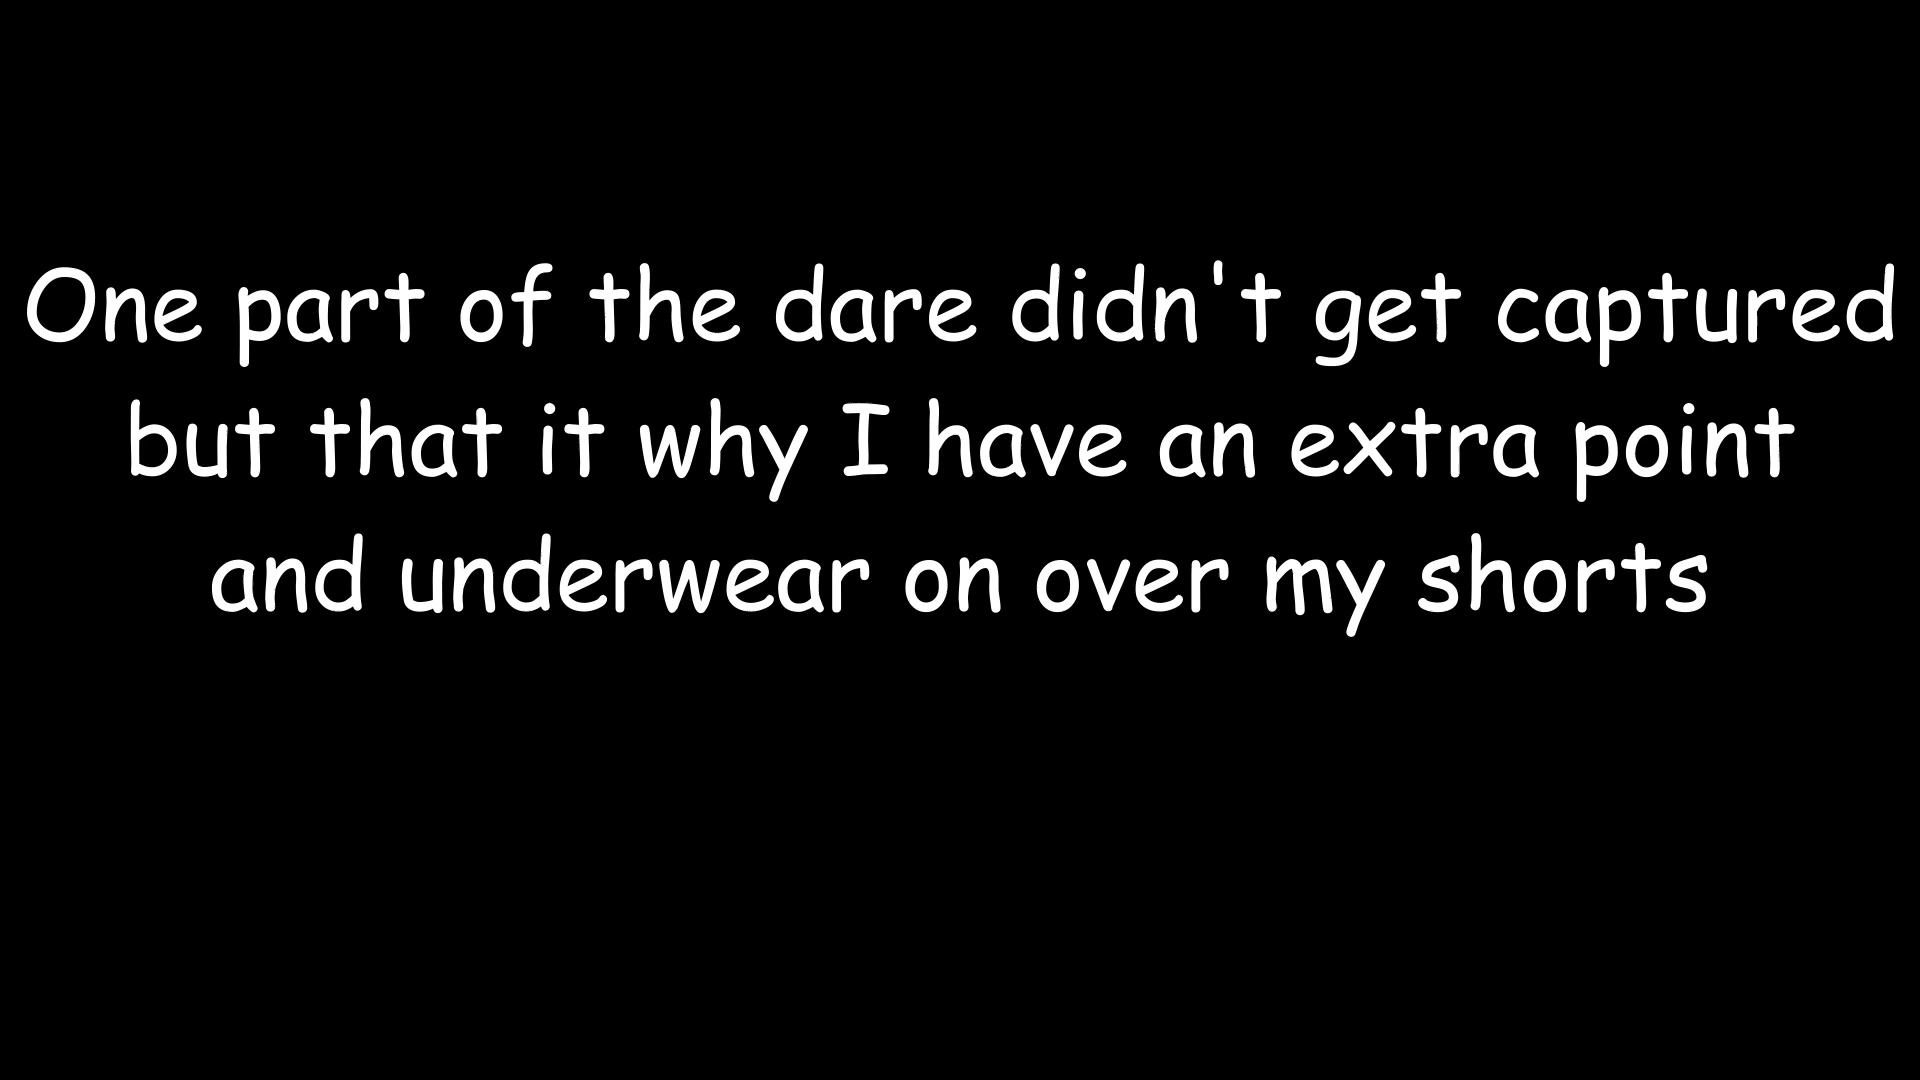 One part of the dare didn't get captured
but that it why I have an extra point
and underwear on over my shorts